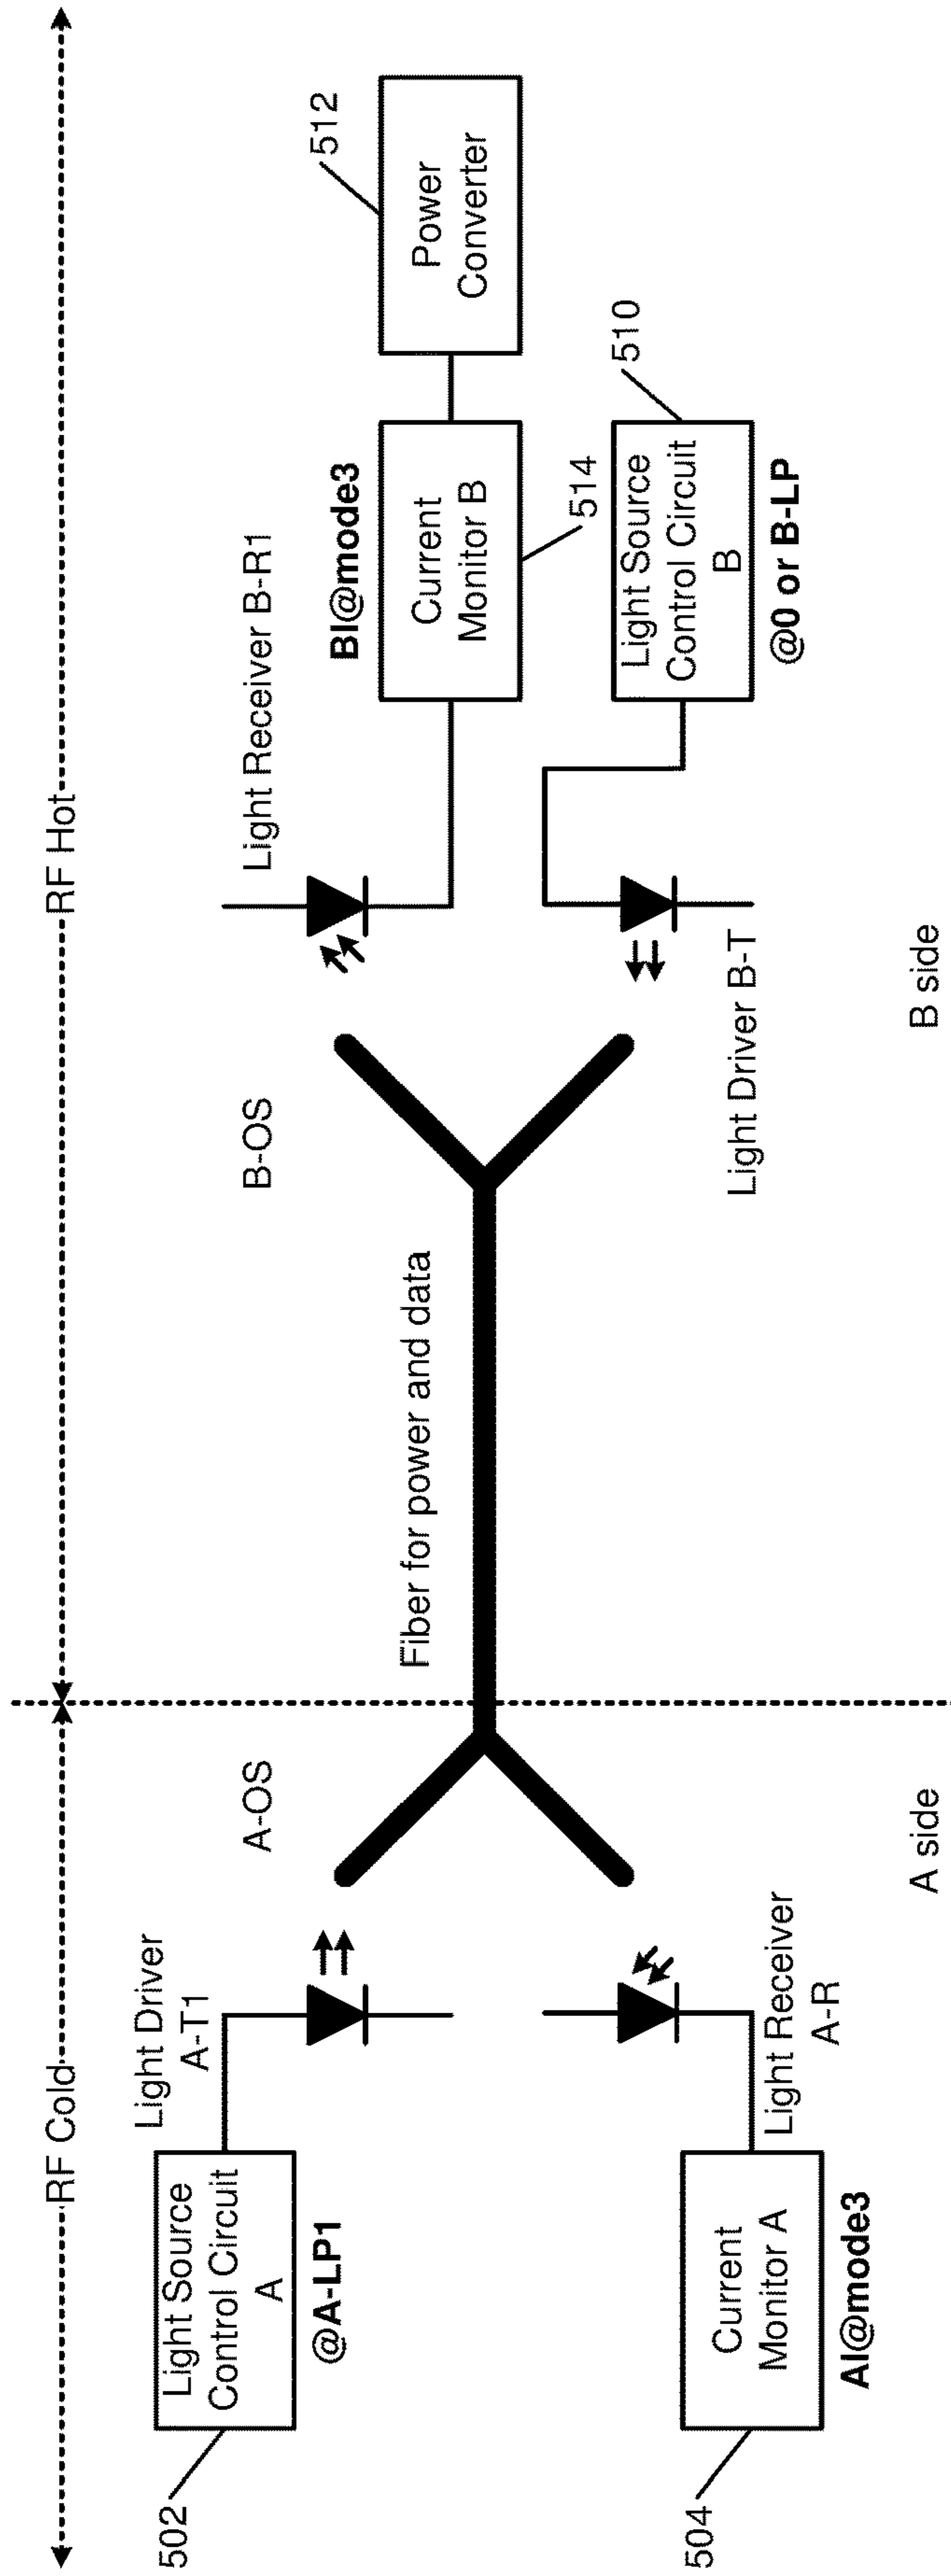 RF Cold
RF Hot
502
Light Source
Control Circuit
A
@A-LP1
Light Driver
A-T1
A-OS
504
Current
Monitor A
AI@mode3
Light Receiver
A-R
A side
Fiber for power and data
B-OS
Light Receiver B-R1
BI@mode3
Current
Monitor B
514
512
Power
Converter
Light Driver B-T
510
Light Source
Control Circuit
B
@0 or B-LP
B side